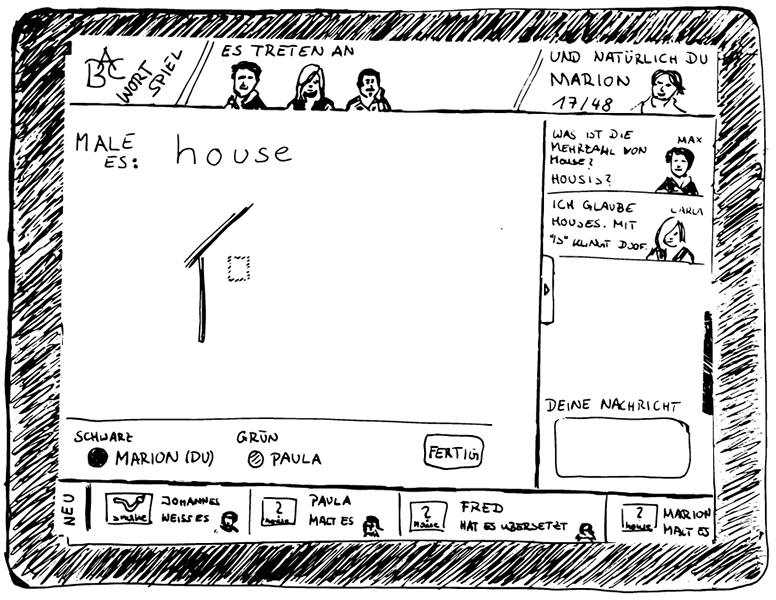 ABC
WORT
SPIEL
ES TRETEN AN
UND NATÜRLICH DU
MARION
17/48
MALE
ES: house
WAS IST DIE
MEHRZAHL VON
House?
HOUSIS?
MAX
ICH GLAUBE
HOUSES. MIT
"IS" KLINGT DOOF.
CARLA
DEINE NACHRICHT
SCHWARZ
MARION (DU)
GRÜN
PAULA
FERTIG
NEU
snake
JOHANNES
WEISS ES
?
house
PAULA
MALT ES
?
House
FRED
HAT ES ÜBERSETZT
?
house
MARION
MALT ES